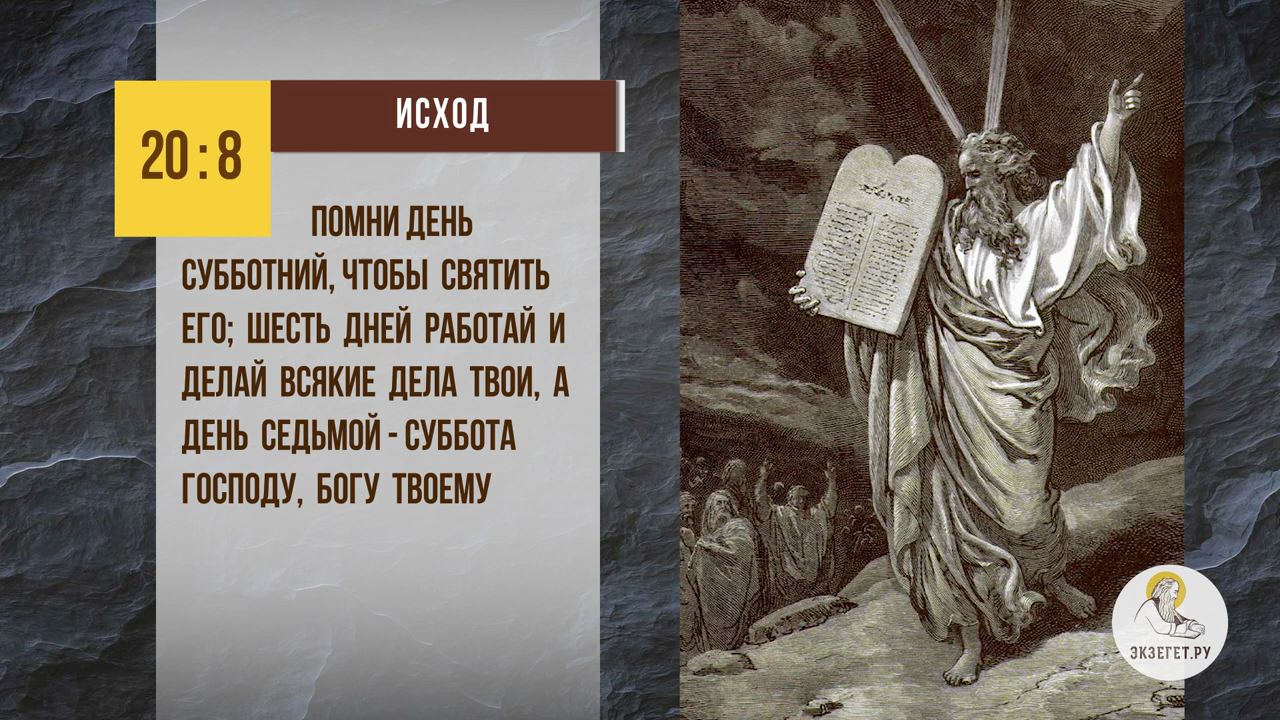 ИСХОД
20:8
ПОМНИ ДЕНЬ
СУББОТНИЙ, ЧТОБЫ СВЯТИТЬ
ЕГО; ШЕСТЬ ДНЕЙ РАБОТАЙ И
ДЕЛАЙ ВСЯКИЕ ДЕЛА ТВОИ, А
ДЕНЬ СЕДЬМОЙ - СУББОТА
ГОСПОДУ, БОГУ ТВОЕМУ
ЭКЗЕГЕТ.РУ